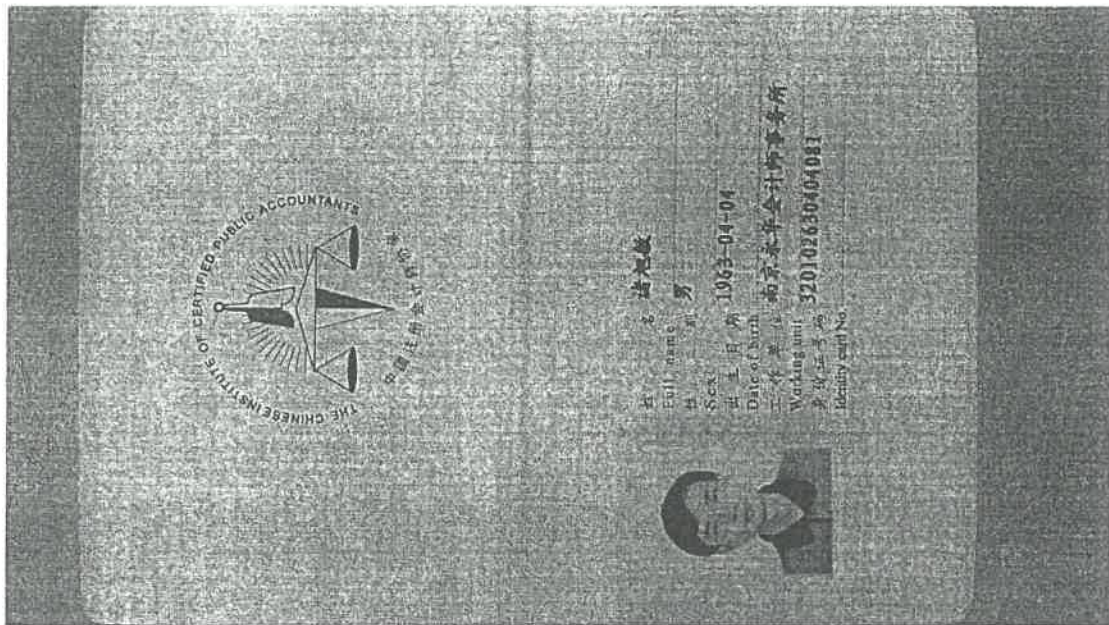 THE CHINESE INSTITUTE OF CERTIFIED PUBLIC ACCOUNTANTS
中国注册会计师协会
姓 名 诸旭敏
Full name
性 别 男
Sex
出 生 日 期 1963-04-04
Date of birth
工 作 单 位 南京永华会计师事务所
Working unit
身份证号码 320102630404081
Identity card No.